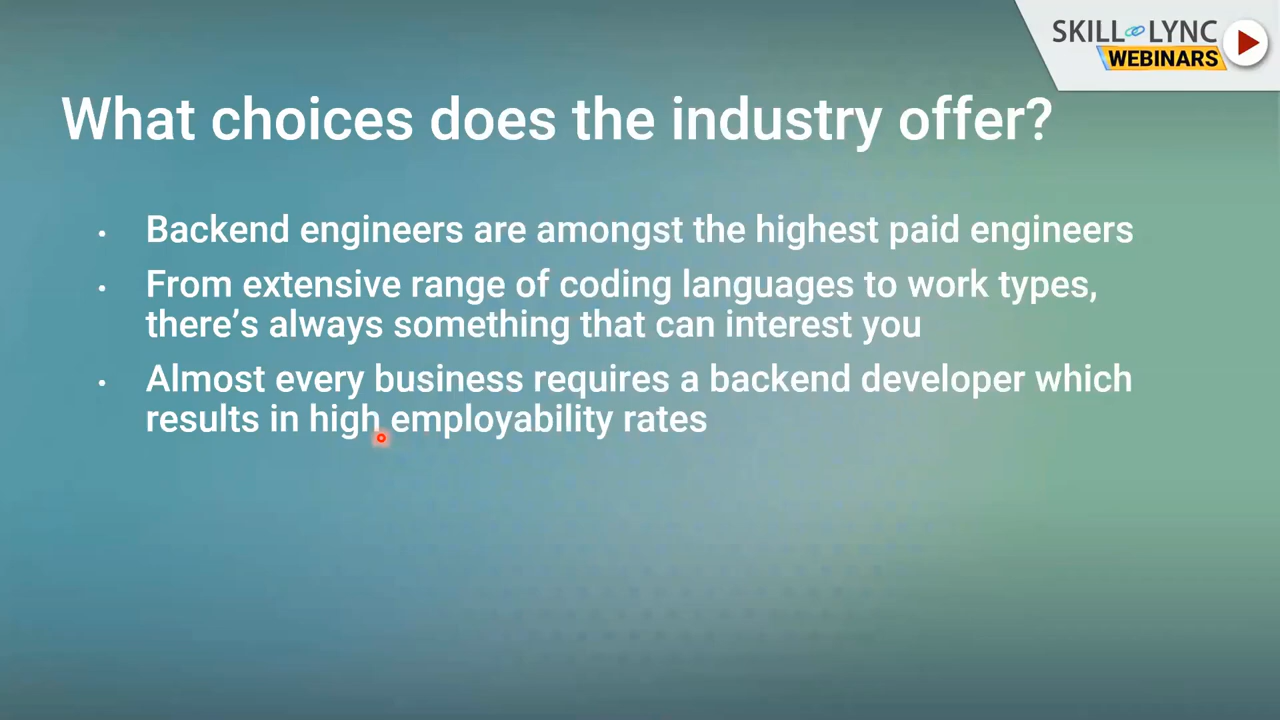 SKILL LYNC
WEBINARS
What choices does the industry offer?
• Backend engineers are amongst the highest paid engineers
• From extensive range of coding languages to work types,
there’s always something that can interest you
• Almost every business requires a backend developer which
results in high employability rates